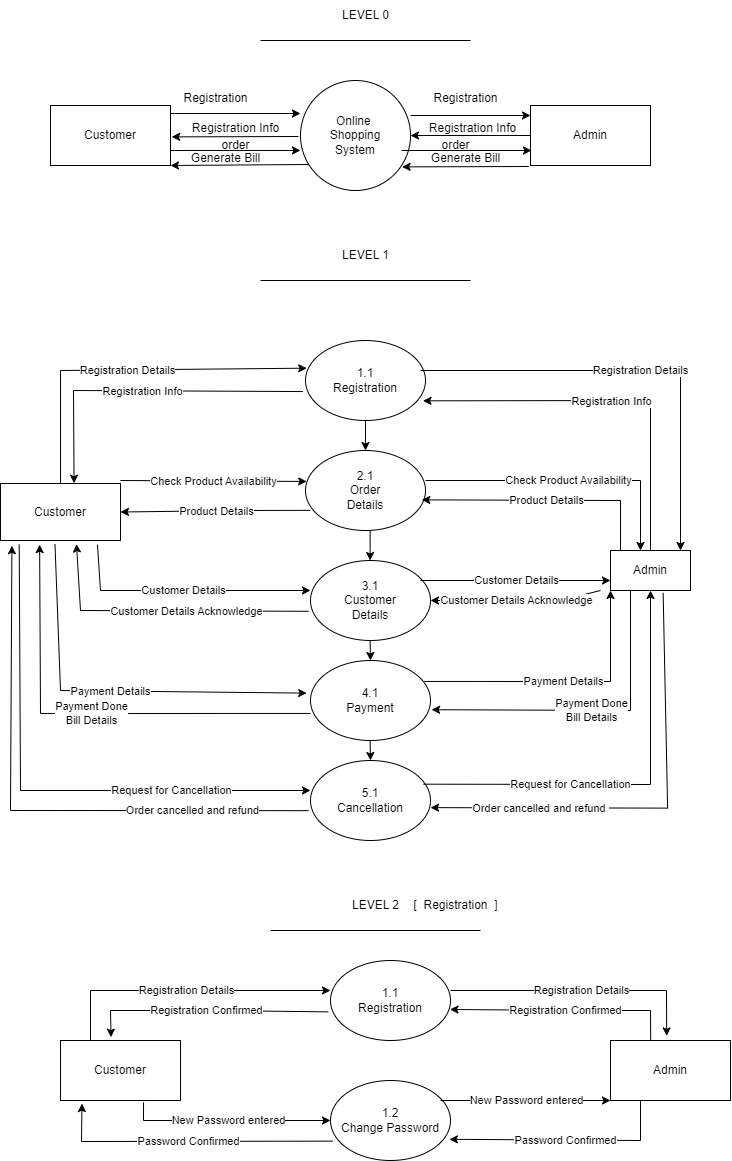 LEVEL 0
Registration
Registration
Customer
Registration Info
Online
Shopping
System
Registration Info
Admin
order
order
Generate Bill
Generate Bill
LEVEL 1
Registration Details
1.1
Registration
Registration Details
Registration Info
Registration Info
Check Product Availability
2.1
Order
Details
Check Product Availability
Customer
Product Details
Product Details
Admin
Customer Details
3.1
Customer
Details
Customer Details
Customer Details Acknowledge
Customer Details Acknowledge
Payment Details
4.1
Payment
Payment Details
Payment Done
Bill Details
Payment Done
Bill Details
Request for Cancellation
5.1
Cancellation
Request for Cancellation
Order cancelled and refund
Order cancelled and refund
LEVEL 2 [ Registration ]
Registration Details
1.1
Registration
Registration Details
Registration Confirmed
Registration Confirmed
Customer
Admin
New Password entered
1.2
Change Password
New Password entered
Password Confirmed
Password Confirmed